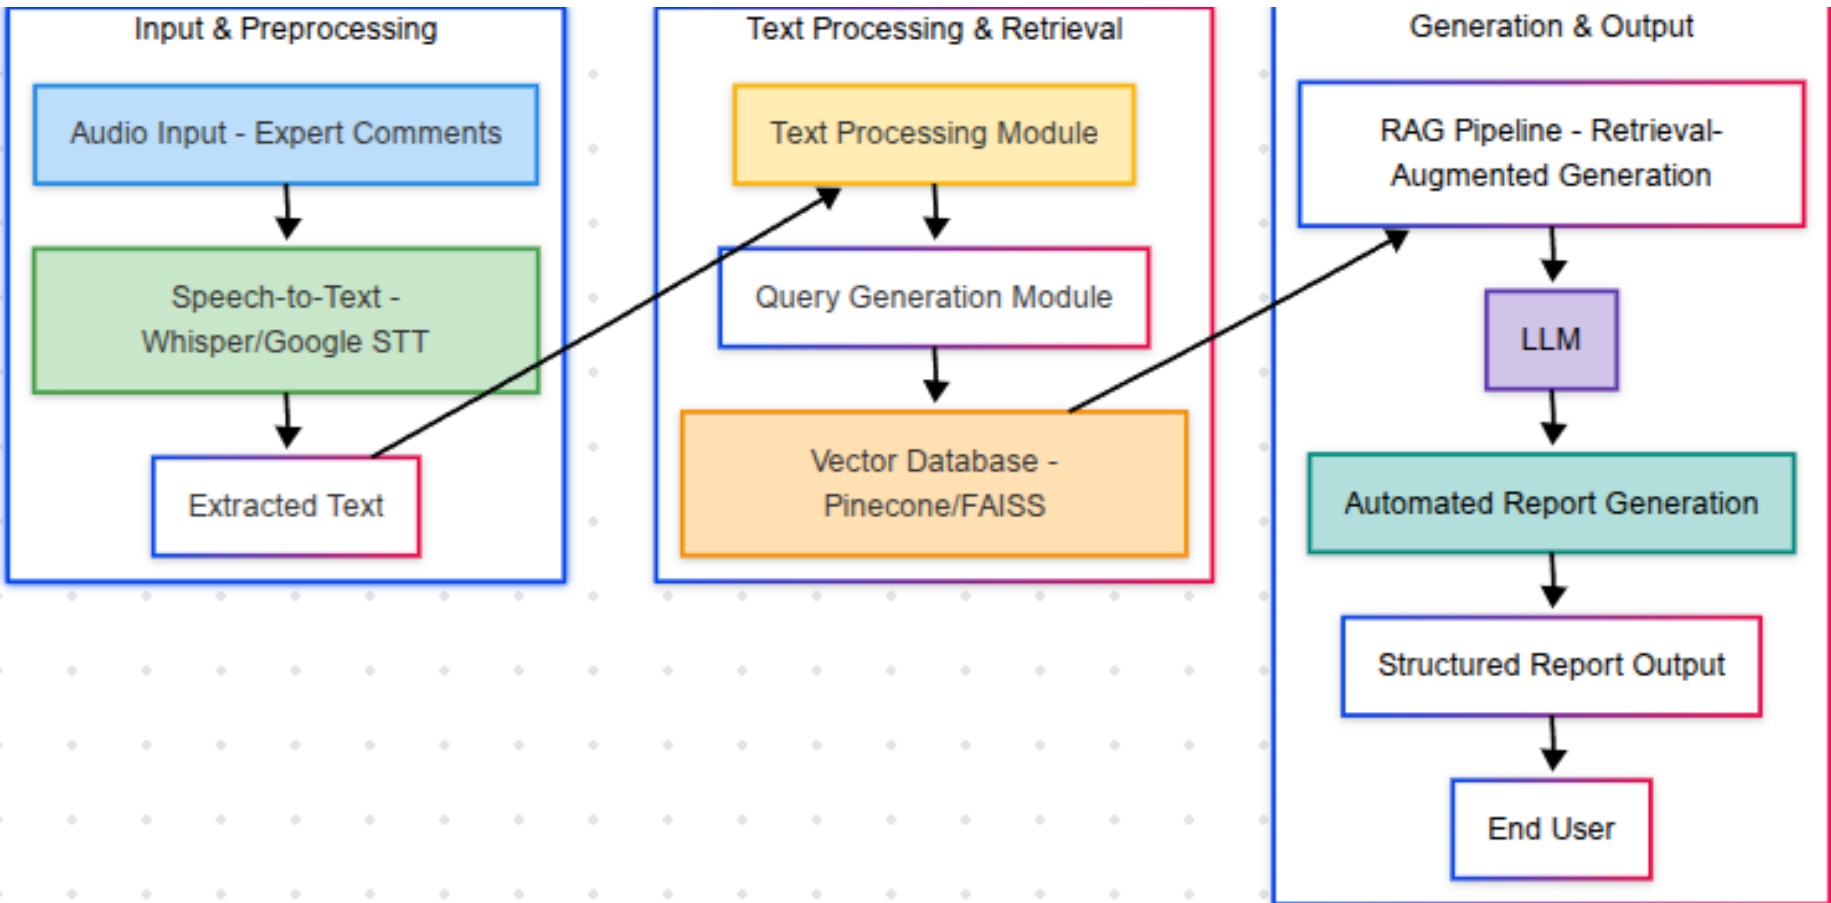 Input & Preprocessing
Audio Input - Expert Comments
Speech-to-Text -
Whisper/Google STT
Extracted Text
Text Processing & Retrieval
Text Processing Module
Query Generation Module
Vector Database -
Pinecone/FAISS
Generation & Output
RAG Pipeline - Retrieval-
Augmented Generation
LLM
Automated Report Generation
Structured Report Output
End User